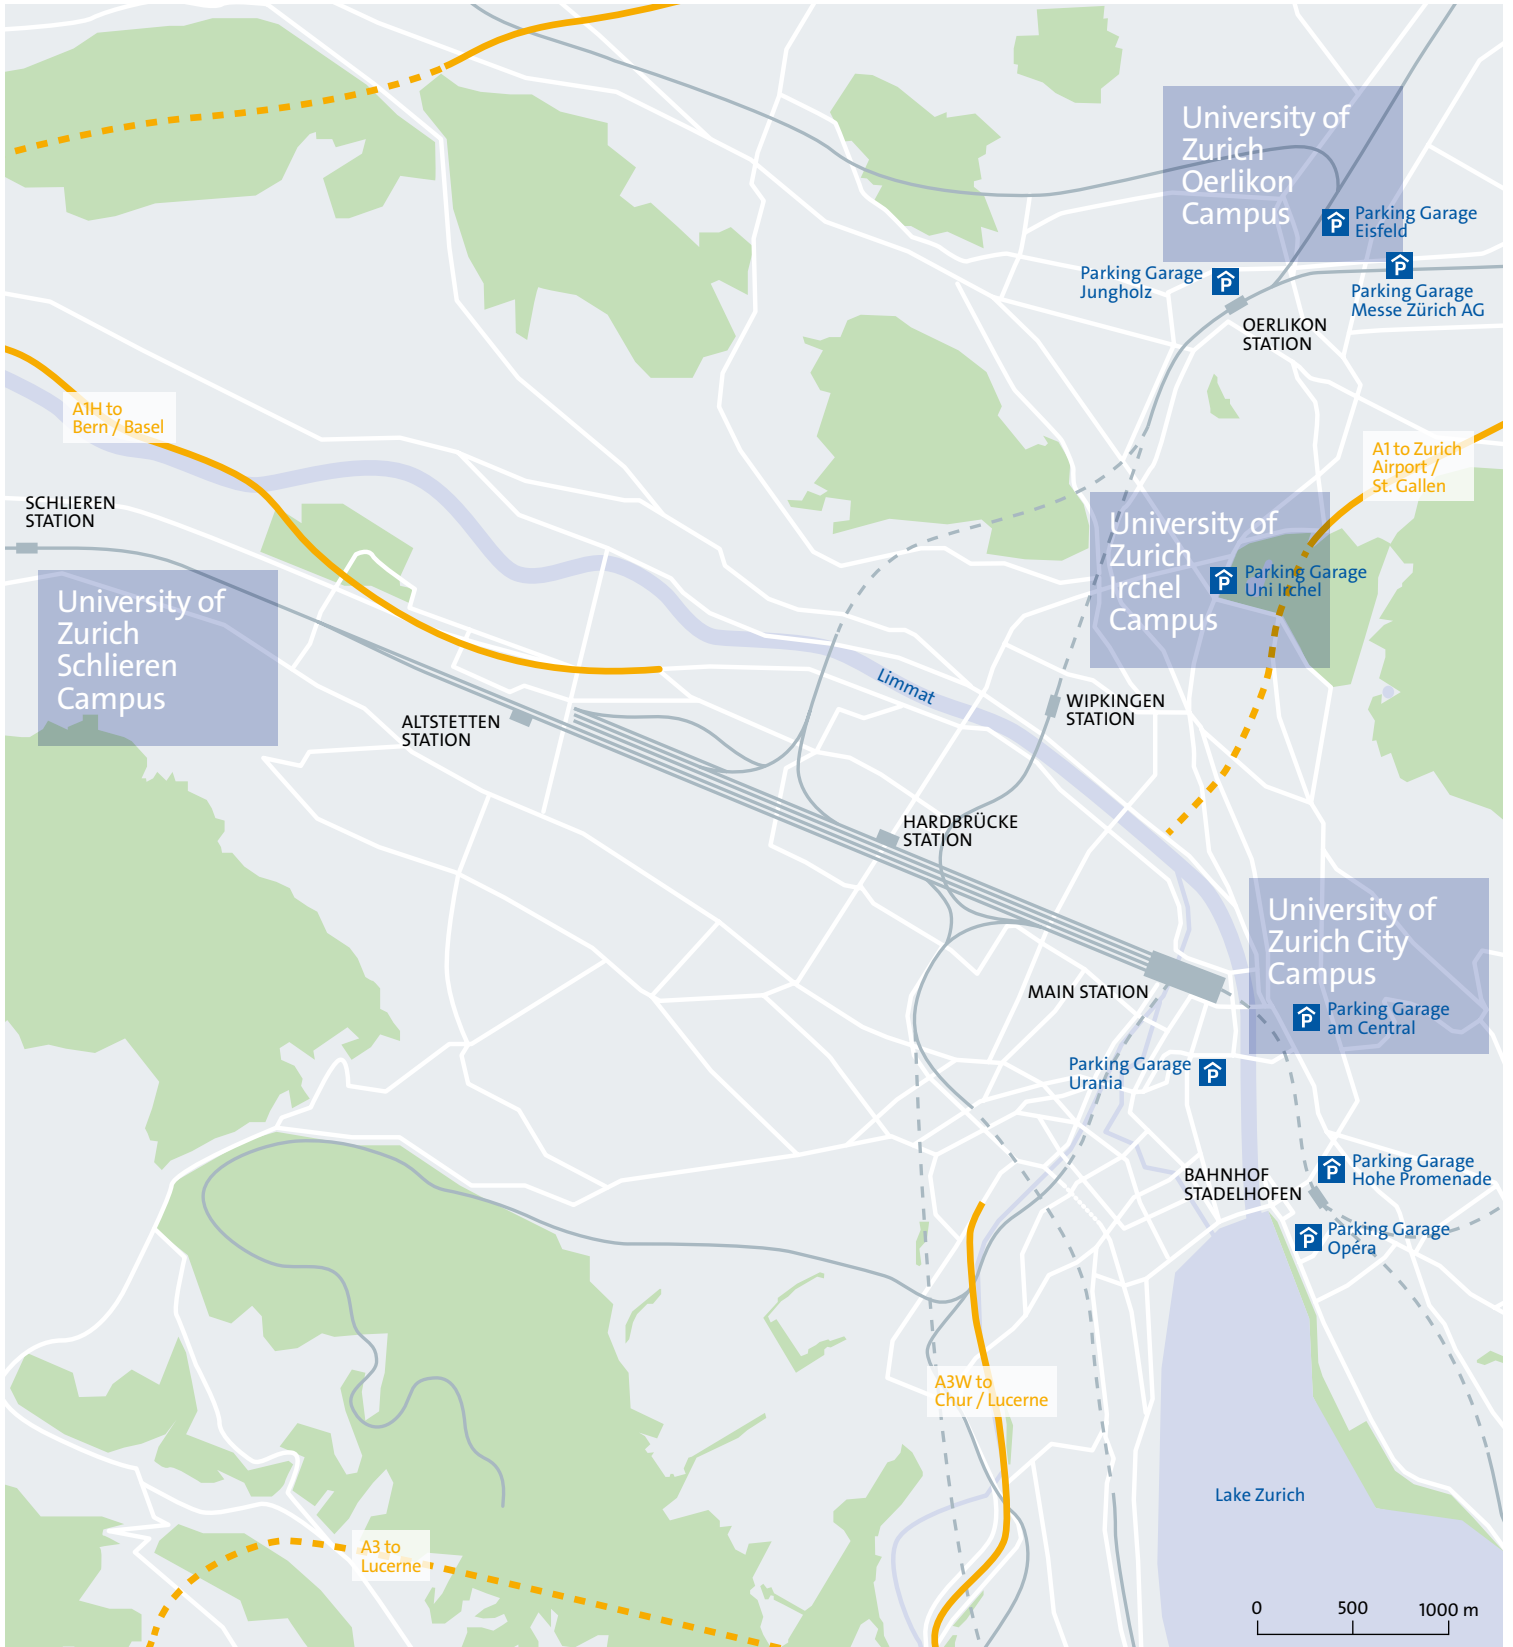 University of
Zurich
Oerlikon
Campus
P
Parking Garage
Eisfeld
P
Parking Garage
Messe Zürich AG
Parking Garage
Jungholz
P
OERLIKON
STATION
A1H to
Bern / Basel
A1 to Zurich
Airport /
St. Gallen
SCHLIEREN
STATION
University of
Zurich
Irchel
Campus
P
Parking Garage
Uni Irchel
University of
Zurich
Schlieren
Campus
Limmat
WIPKINGEN
STATION
ALTSTETTEN
STATION
HARDBRÜCKE
STATION
University of
Zurich City
Campus
P
Parking Garage
am Central
MAIN STATION
Parking Garage
Urania
P
BAHNHOF
STADELHOFEN
P
Parking Garage
Hohe Promenade
P
Parking Garage
Opéra
A3W to
Chur / Lucerne
Lake Zurich
A3 to
Lucerne
0 500 1000 m